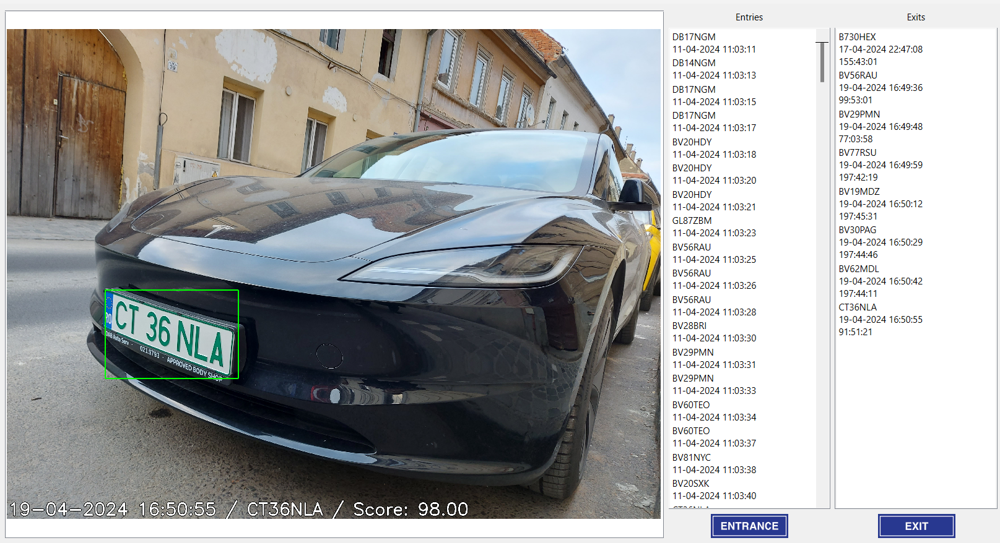 Entries
DB17NGM
11-04-2024 11:03:11
DB14NGM
11-04-2024 11:03:13
DB17NGM
11-04-2024 11:03:15
DB17NGM
11-04-2024 11:03:17
BV20HDY
11-04-2024 11:03:18
BV20HDY
11-04-2024 11:03:20
BV20HDY
11-04-2024 11:03:21
GL87ZBM
11-04-2024 11:03:23
BV56RAU
11-04-2024 11:03:25
BV56RAU
11-04-2024 11:03:26
BV56RAU
11-04-2024 11:03:28
BV28BRI
11-04-2024 11:03:30
BV29PMN
11-04-2024 11:03:31
BV29PMN
11-04-2024 11:03:33
BV60TEO
11-04-2024 11:03:34
BV60TEO
11-04-2024 11:03:37
BV81NYC
11-04-2024 11:03:38
BV20SXK
11-04-2024 11:03:40
ENTRANCE
Exits
B730HEX
17-04-2024 22:47:08
155:43:01
BV56RAU
19-04-2024 16:49:36
99:53:01
BV29PMN
19-04-2024 16:49:48
77:03:58
BV77RSU
19-04-2024 16:49:59
197:42:19
BV19MDZ
19-04-2024 16:50:12
197:45:31
BV30PAG
19-04-2024 16:50:29
197:44:46
BV62MDL
19-04-2024 16:50:42
197:44:11
CT36NLA
19-04-2024 16:50:55
91:51:21
EXIT
79
RO
CT 36 NLA
Auto Serv
021.9793 · APPROVED BODY SHOP
19-04-2024 16:50:55 / CT36NLA / Score: 98.00